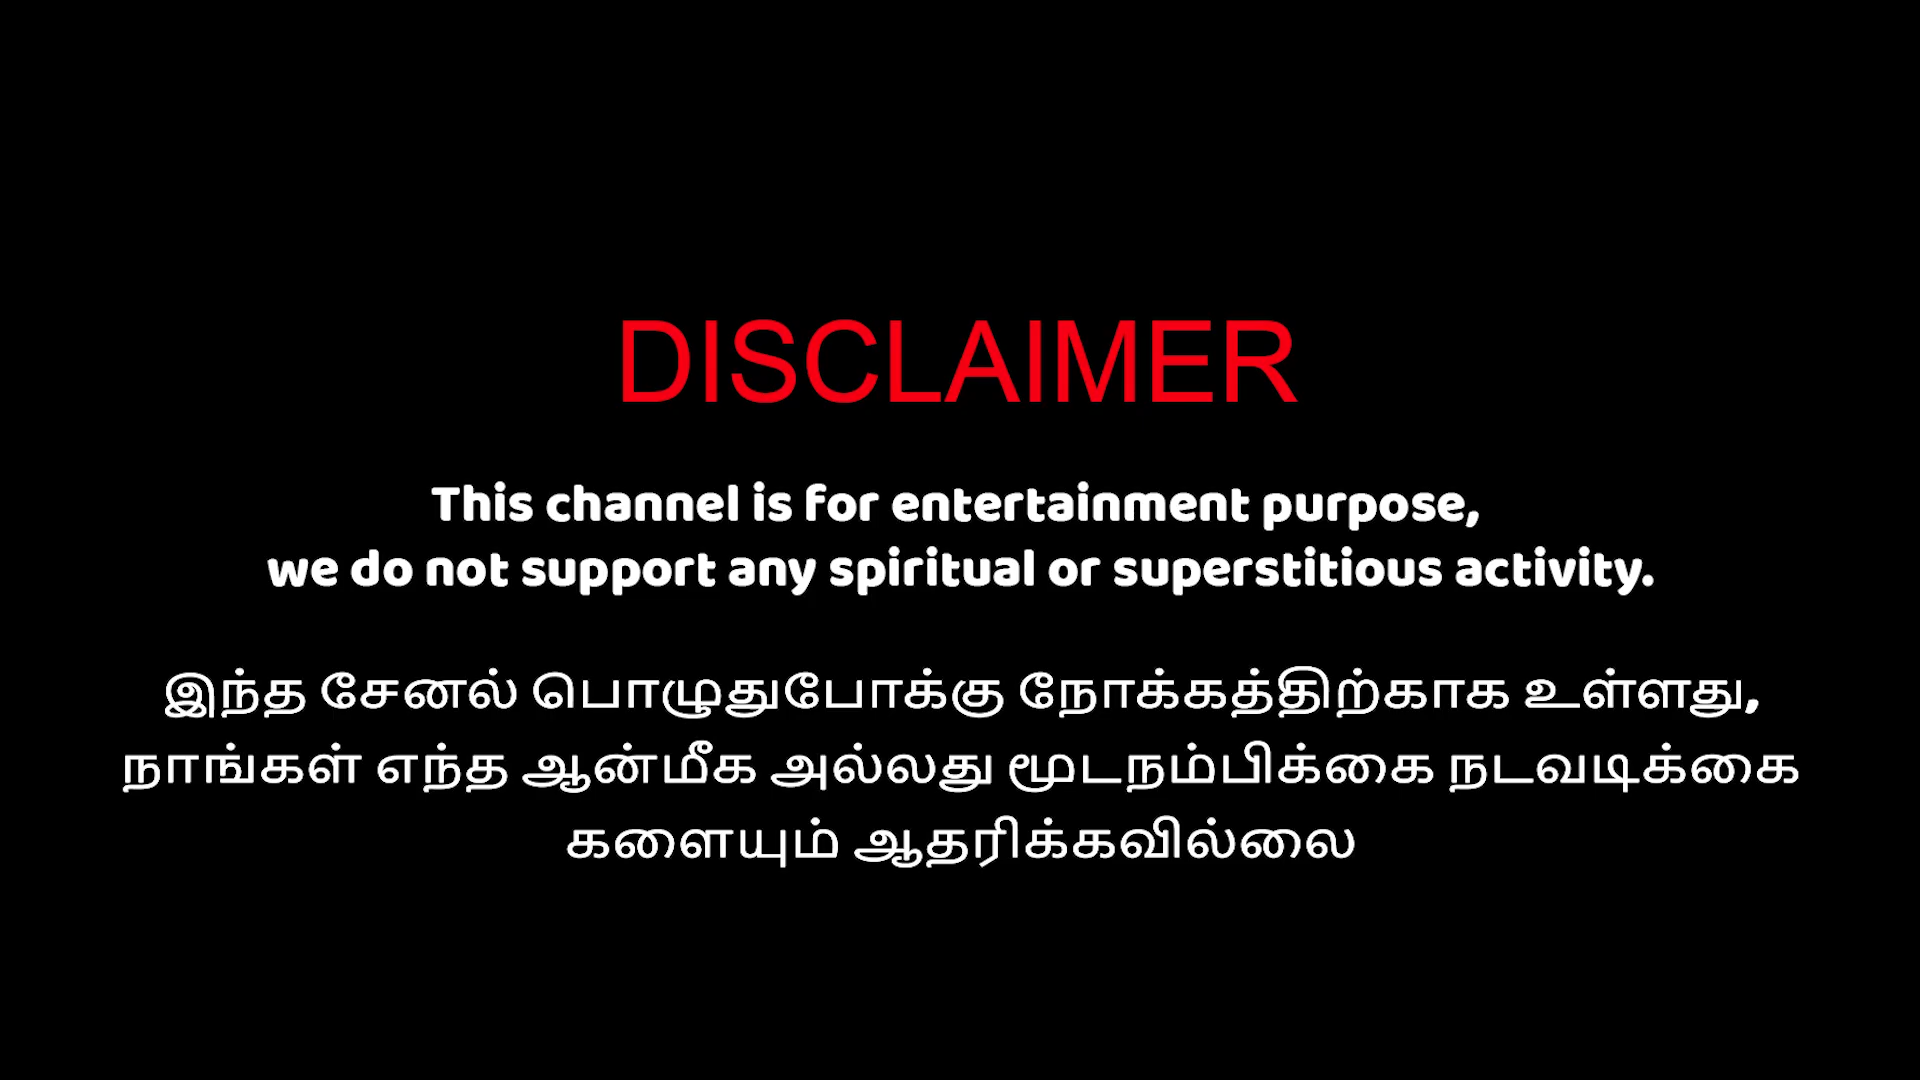 DISCLAIMER
This channel is for entertainment purpose,
we do not support any spiritual or superstitious activity.
இந்த சேனல் பொழுதுபோக்கு நோக்கத்திற்காக உள்ளது,
நாங்கள் எந்த ஆன்மீக அல்லது மூடநம்பிக்கை நடவடிக்கை
களையும் ஆதரிக்கவில்லை